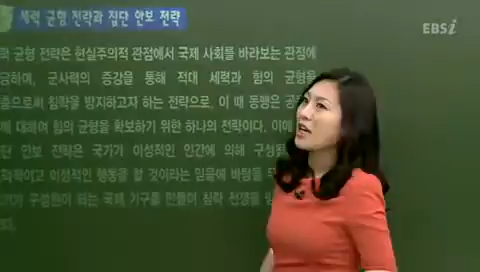 세력 균형 전략과 집단 안보 전략
EBSi
균형 전략은 현실주의적 관점에서 국제 사회를 바라보는 관점에
군사력의 증강을 통해 적대 세력과 힘의 균형을
침략을 방지하고자 하는 전략으로, 이 때 동맹은
대하여 힘의 균형을 확보하기 위한 하나의 전략이다. 이에
안보 전략은 국가가 이성적인 인간에 의해
이성적인 행동을 할 것이라는 믿음에 바탕을
구성원이 되는 국제 기구를 만들어 침략 전쟁을